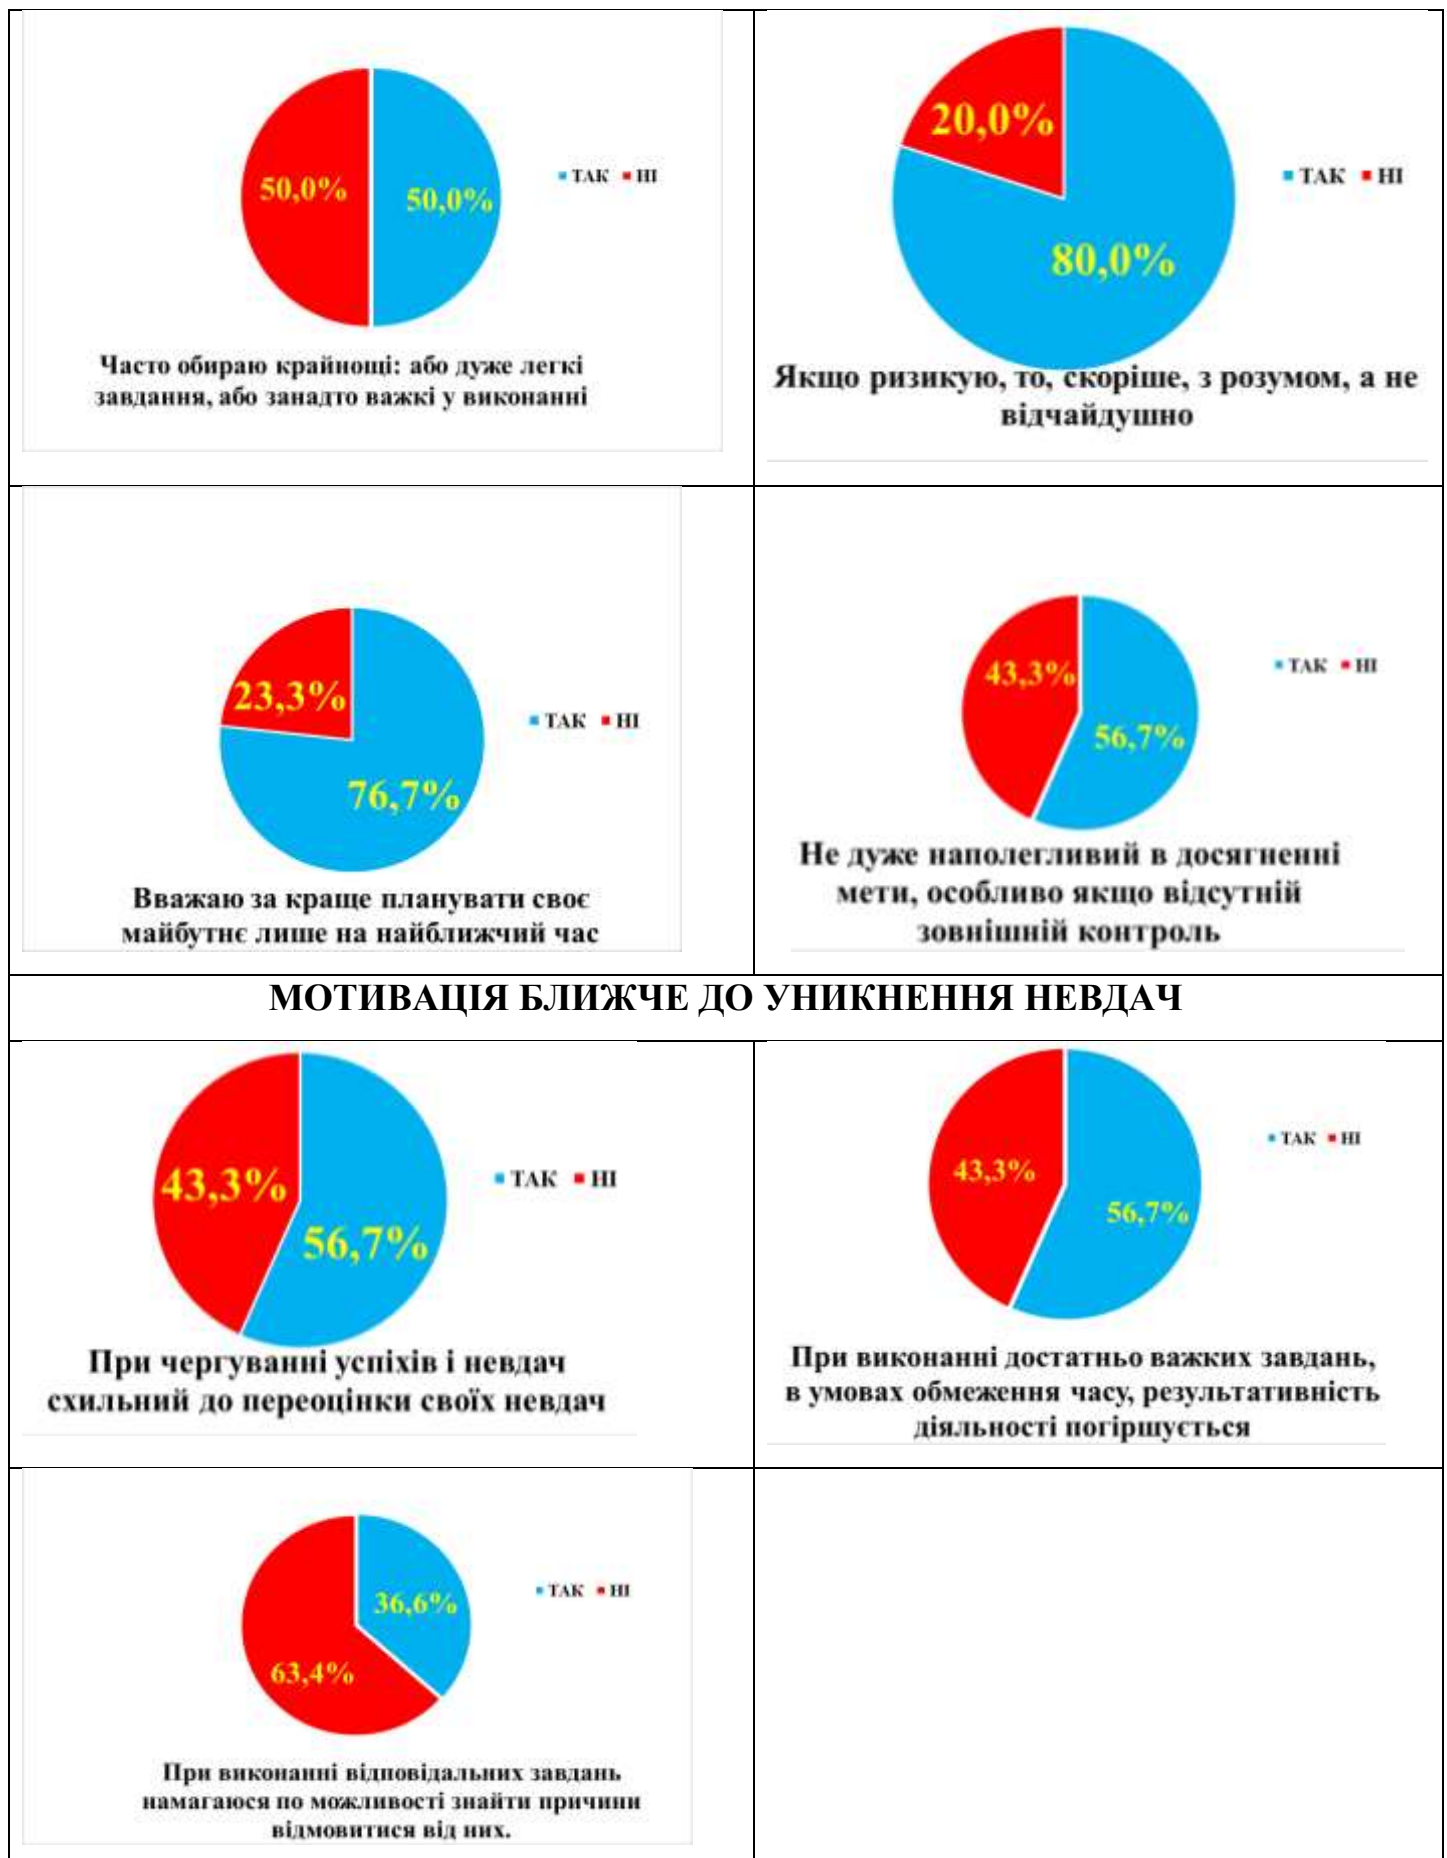 50,0%
50,0%
ТАК НІ
Часто обираю крайнощі: або дуже легкі
завдання, або занадто важкі у виконанні
20,0%
80,0%
ТАК НІ
Якщо ризикую, то, скоріше, з розумом, а не
відчайдушно
23,3%
76,7%
ТАК НІ
Вважаю за краще планувати своє
майбутнє лише на найближчий час
43,3%
56,7%
ТАК НІ
Не дуже наполегливий в досягненні
мети, особливо якщо відсутній
зовнішній контроль
МОТИВАЦІЯ БЛИЖЧЕ ДО УНИКНЕННЯ НЕВДАЧ
43,3%
56,7%
ТАК НІ
При чергуванні успіхів і невдач
схильний до переоцінки своїх невдач
43,3%
56,7%
ТАК НІ
При виконанні достатньо важких завдань,
в умовах обмеження часу, результативність
діяльності погіршується
36,6%
63,4%
ТАК НІ
При виконанні відповідальних завдань
намагаюся по можливості знайти причини
відмовитися від них.